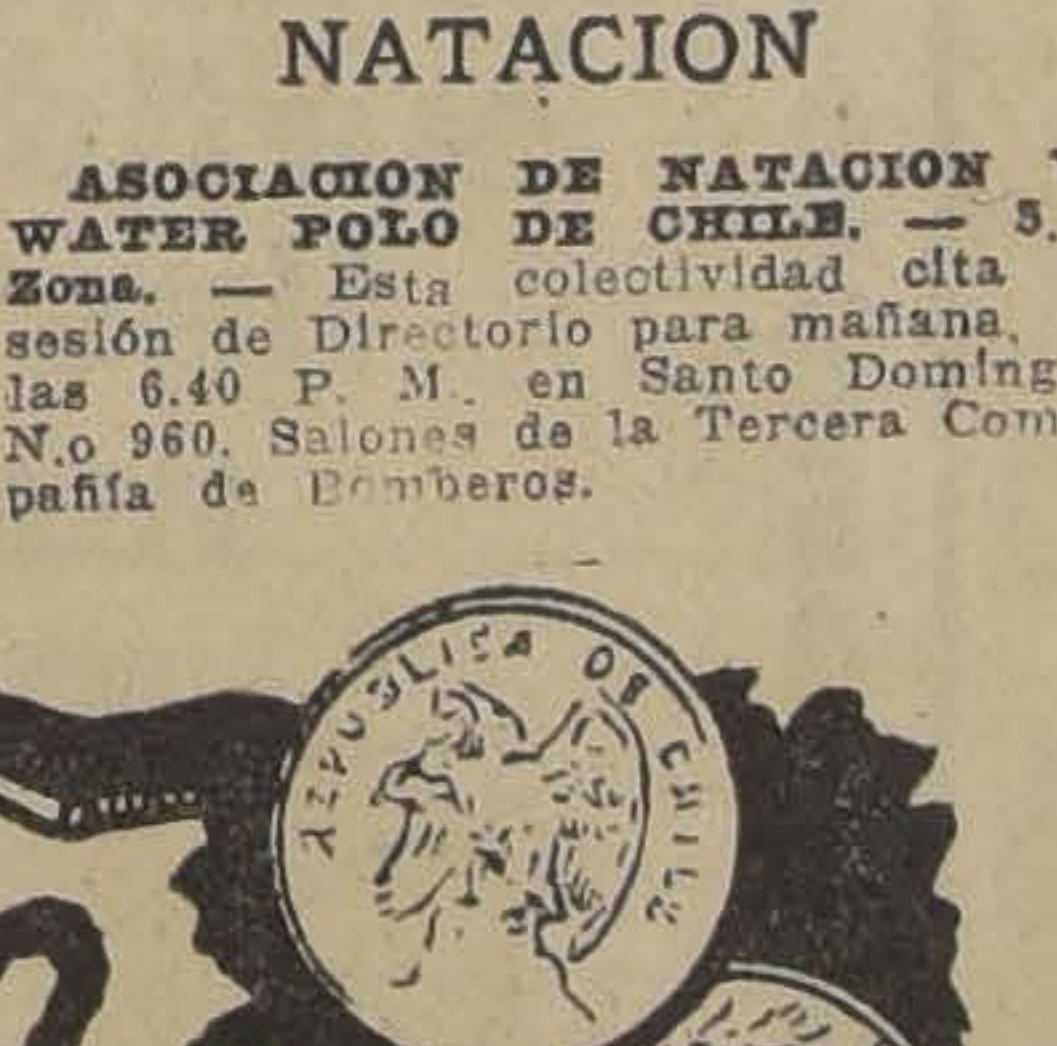 NATACION
ASOCIACION DE NATACION Y
WATER POLO DE CHILE. — 3.
Zona. — Esta colectividad cita
sesión de Directorio para mañana,
las 6.40 P. M., en Santo Doming
N.o 960. Salones de la Tercera Com
pañía de Bomberos.
REPUBLICA DE CHILE